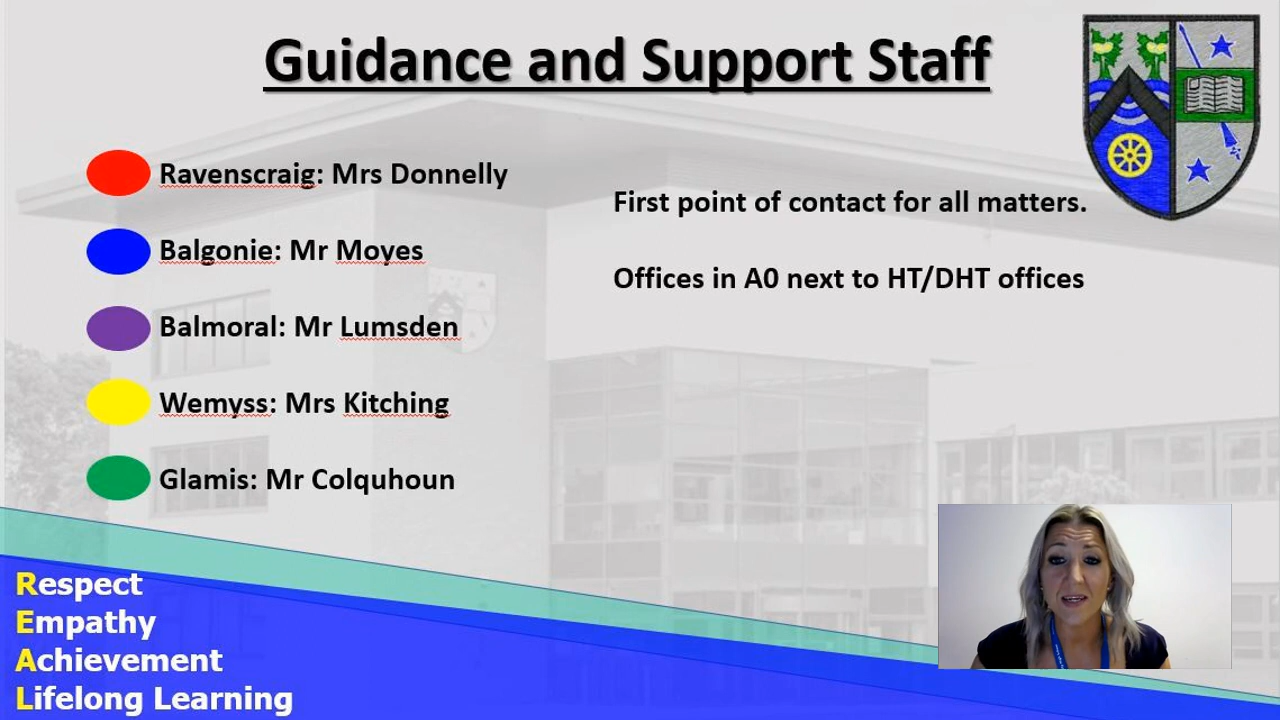 Guidance and Support Staff
Ravenscraig: Mrs Donnelly
Balgonie: Mr Moyes
Balmoral: Mr Lumsden
Wemyss: Mrs Kitching
Glamis: Mr Colquhoun
First point of contact for all matters.
Offices in A0 next to HT/DHT offices
Respect
Empathy
Achievement
Lifelong Learning